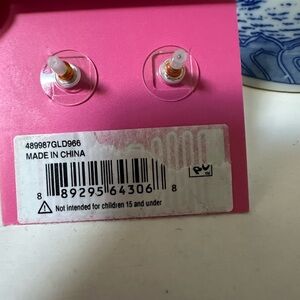 489987GLD966
MADE IN CHINA
8 89295 64306 8
Not intended for children 15 and under